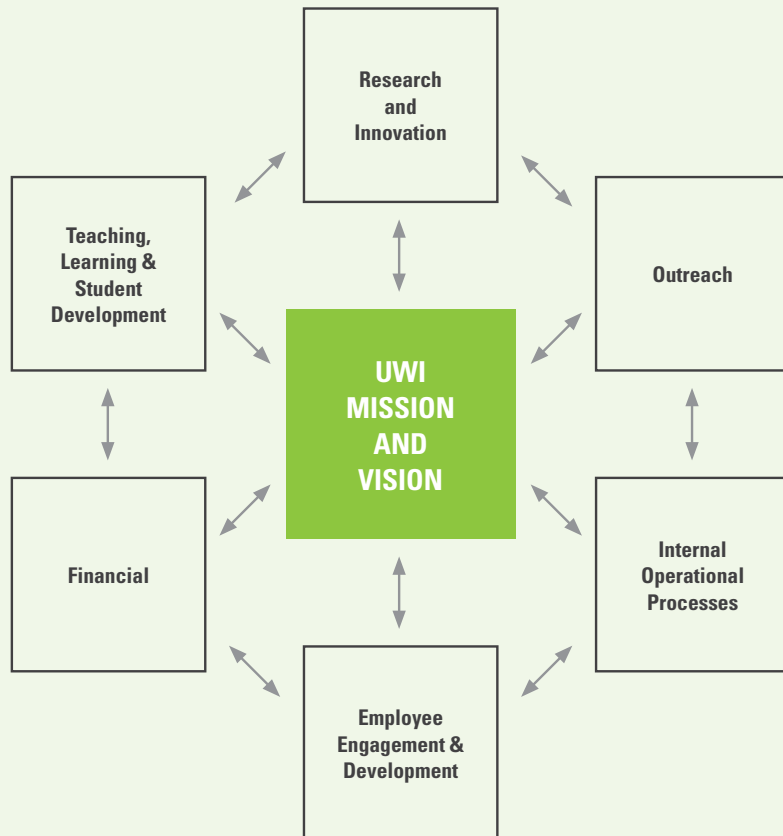 Research
and
Innovation
Teaching,
Learning &
Student
Development
Outreach
UWI
MISSION
AND
VISION
Financial
Internal
Operational
Processes
Employee
Engagement &
Development